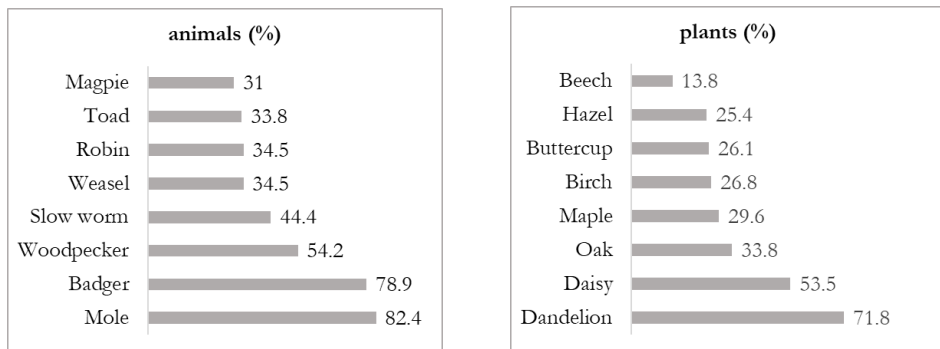 animals (%)
Magpie 31
Toad 33.8
Robin 34.5
Weasel 34.5
Slow worm 44.4
Woodpecker 54.2
Badger 78.9
Mole 82.4
plants (%)
Beech 13.8
Hazel 25.4
Buttercup 26.1
Birch 26.8
Maple 29.6
Oak 33.8
Daisy 53.5
Dandelion 71.8